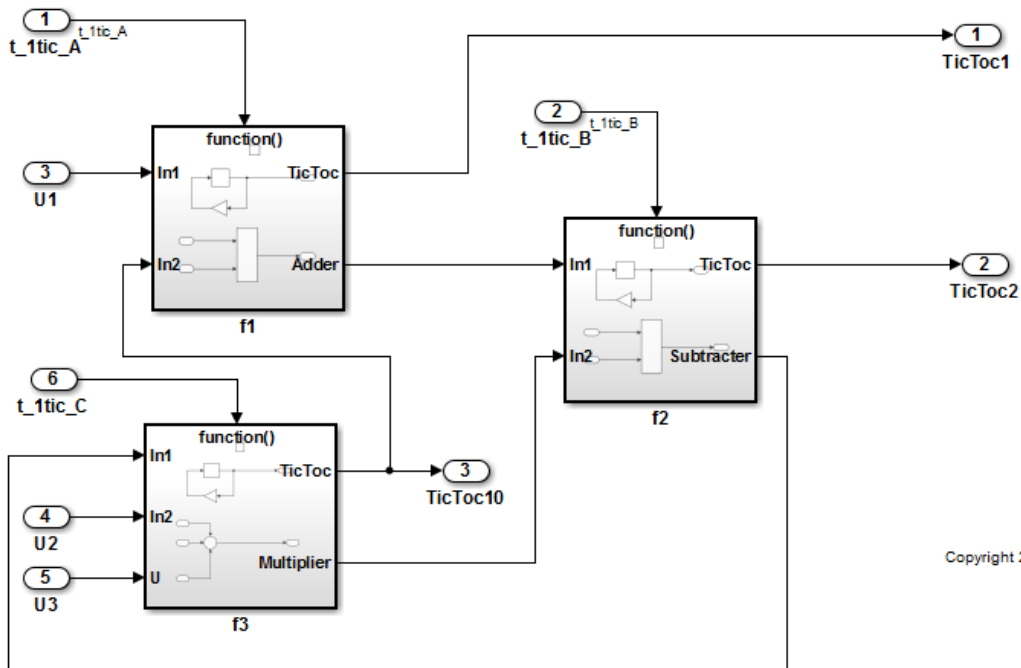 1
t_1tic_A
t_1tic_A
1
TicToc1
function()
3
U1
In1
TicToc
In2
Adder
f1
2
t_1tic_B
t_1tic_B
function()
In1
TicToc
In2
Subtracter
f2
2
TicToc2
6
t_1tic_C
function()
In1
TicToc
3
TicToc10
4
U2
In2
5
U3
U
Multiplier
f3
Copyright 2